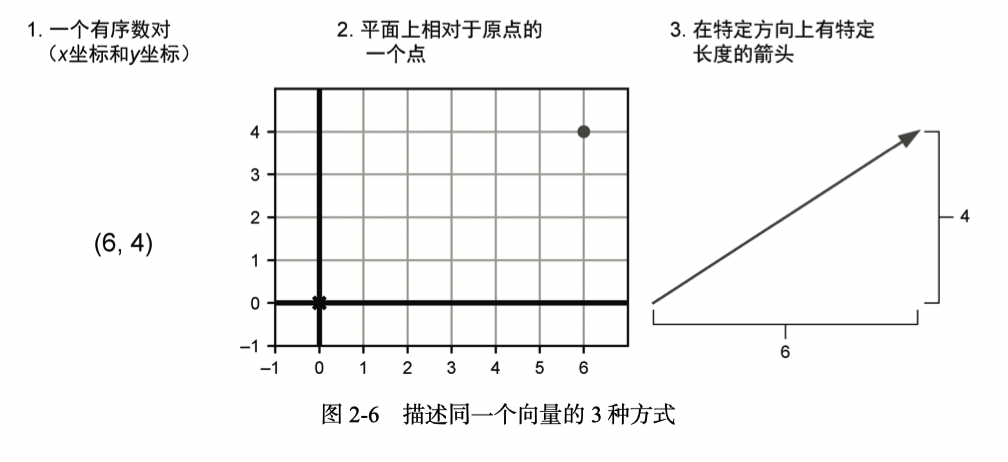 1. 一个有序数对
（x坐标和y坐标）
2. 平面上相对于原点的
一个点
3. 在特定方向上有特定
长度的箭头
(6, 4)
4
3
2
1
0
–1
–1 0 1 2 3 4 5 6
4
6
图 2-6 描述同一个向量的 3 种方式